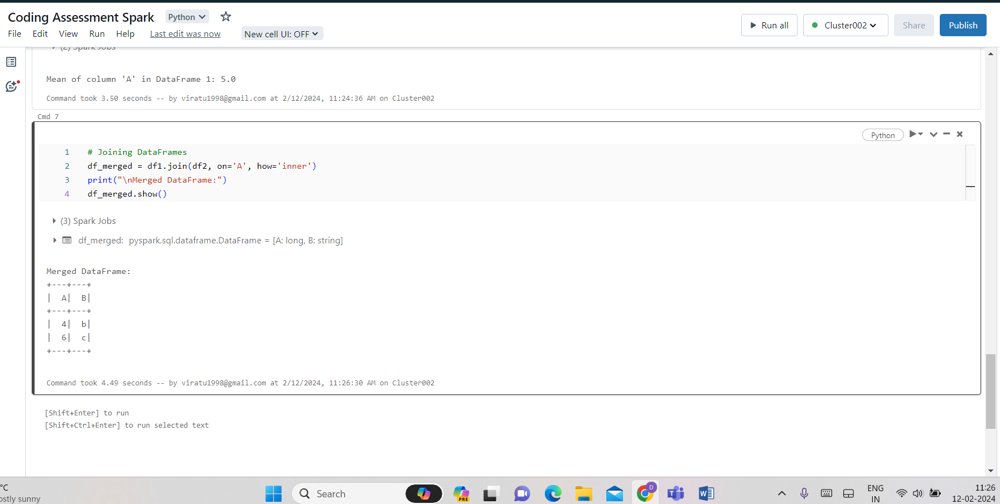 Coding Assessment Spark Python
File Edit View Run Help Last edit was now New cell UI: OFF
Run all Cluster002 Share Publish
(2) Spark Jobs
Mean of column 'A' in DataFrame 1: 5.0
Command took 3.50 seconds -- by viratu1998@gmail.com at 2/12/2024, 11:24:36 AM on Cluster002
Cmd 7
Python
1 # Joining DataFrames
2 df_merged = df1.join(df2, on='A', how='inner')
3 print("\nMerged DataFrame:")
4 df_merged.show()
(3) Spark Jobs
df_merged: pyspark.sql.dataframe.DataFrame = [A: long, B: string]
Merged DataFrame:
+---+---+
|  A|  B|
+---+---+
|  4|  b|
|  6|  c|
+---+---+
Command took 4.49 seconds -- by viratu1998@gmail.com at 2/12/2024, 11:26:30 AM on Cluster002
[Shift+Enter] to run
[Shift+Ctrl+Enter] to run selected text
°C
ostly sunny
Search
PRE
D
ENG
IN
11:26
12-02-2024